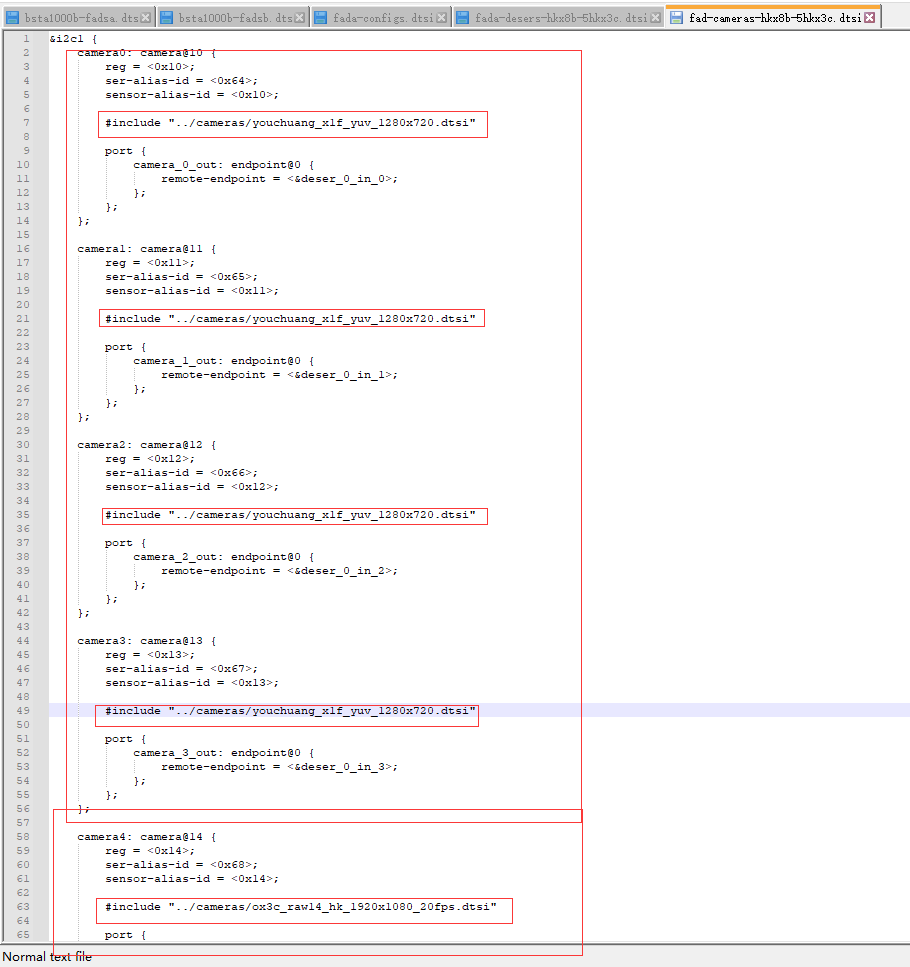 bsta1000b-fadsa.dts
bsta1000b-fadsb.dts
fada-configs.dtsi
fada-desers-hkx8b-5hkx3c.dtsi
fad-cameras-hkx8b-5hkx3c.dtsi
1 &i2c1 {
2 camera0: camera@10 {
3 reg = <0x10>;
4 ser-alias-id = <0x64>;
5 sensor-alias-id = <0x10>;
6
7 #include "../cameras/youchuang_x1f_yuv_1280x720.dtsi"
8
9 port {
10 camera_0_out: endpoint@0 {
11 remote-endpoint = <&deser_0_in_0>;
12 };
13 };
14 };
15
16 camera1: camera@11 {
17 reg = <0x11>;
18 ser-alias-id = <0x65>;
19 sensor-alias-id = <0x11>;
20
21 #include "../cameras/youchuang_x1f_yuv_1280x720.dtsi"
22
23 port {
24 camera_1_out: endpoint@0 {
25 remote-endpoint = <&deser_0_in_1>;
26 };
27 };
28 };
29
30 camera2: camera@12 {
31 reg = <0x12>;
32 ser-alias-id = <0x66>;
33 sensor-alias-id = <0x12>;
34
35 #include "../cameras/youchuang_x1f_yuv_1280x720.dtsi"
36
37 port {
38 camera_2_out: endpoint@0 {
39 remote-endpoint = <&deser_0_in_2>;
40 };
41 };
42 };
43
44 camera3: camera@13 {
45 reg = <0x13>;
46 ser-alias-id = <0x67>;
47 sensor-alias-id = <0x13>;
48
49 #include "../cameras/youchuang_x1f_yuv_1280x720.dtsi"
50
51 port {
52 camera_3_out: endpoint@0 {
53 remote-endpoint = <&deser_0_in_3>;
54 };
55 };
56 };
57
58 camera4: camera@14 {
59 reg = <0x14>;
60 ser-alias-id = <0x68>;
61 sensor-alias-id = <0x14>;
62
63 #include "../cameras/ox3c_raw14_hk_1920x1080_20fps.dtsi"
64
65 port {
Normal text file